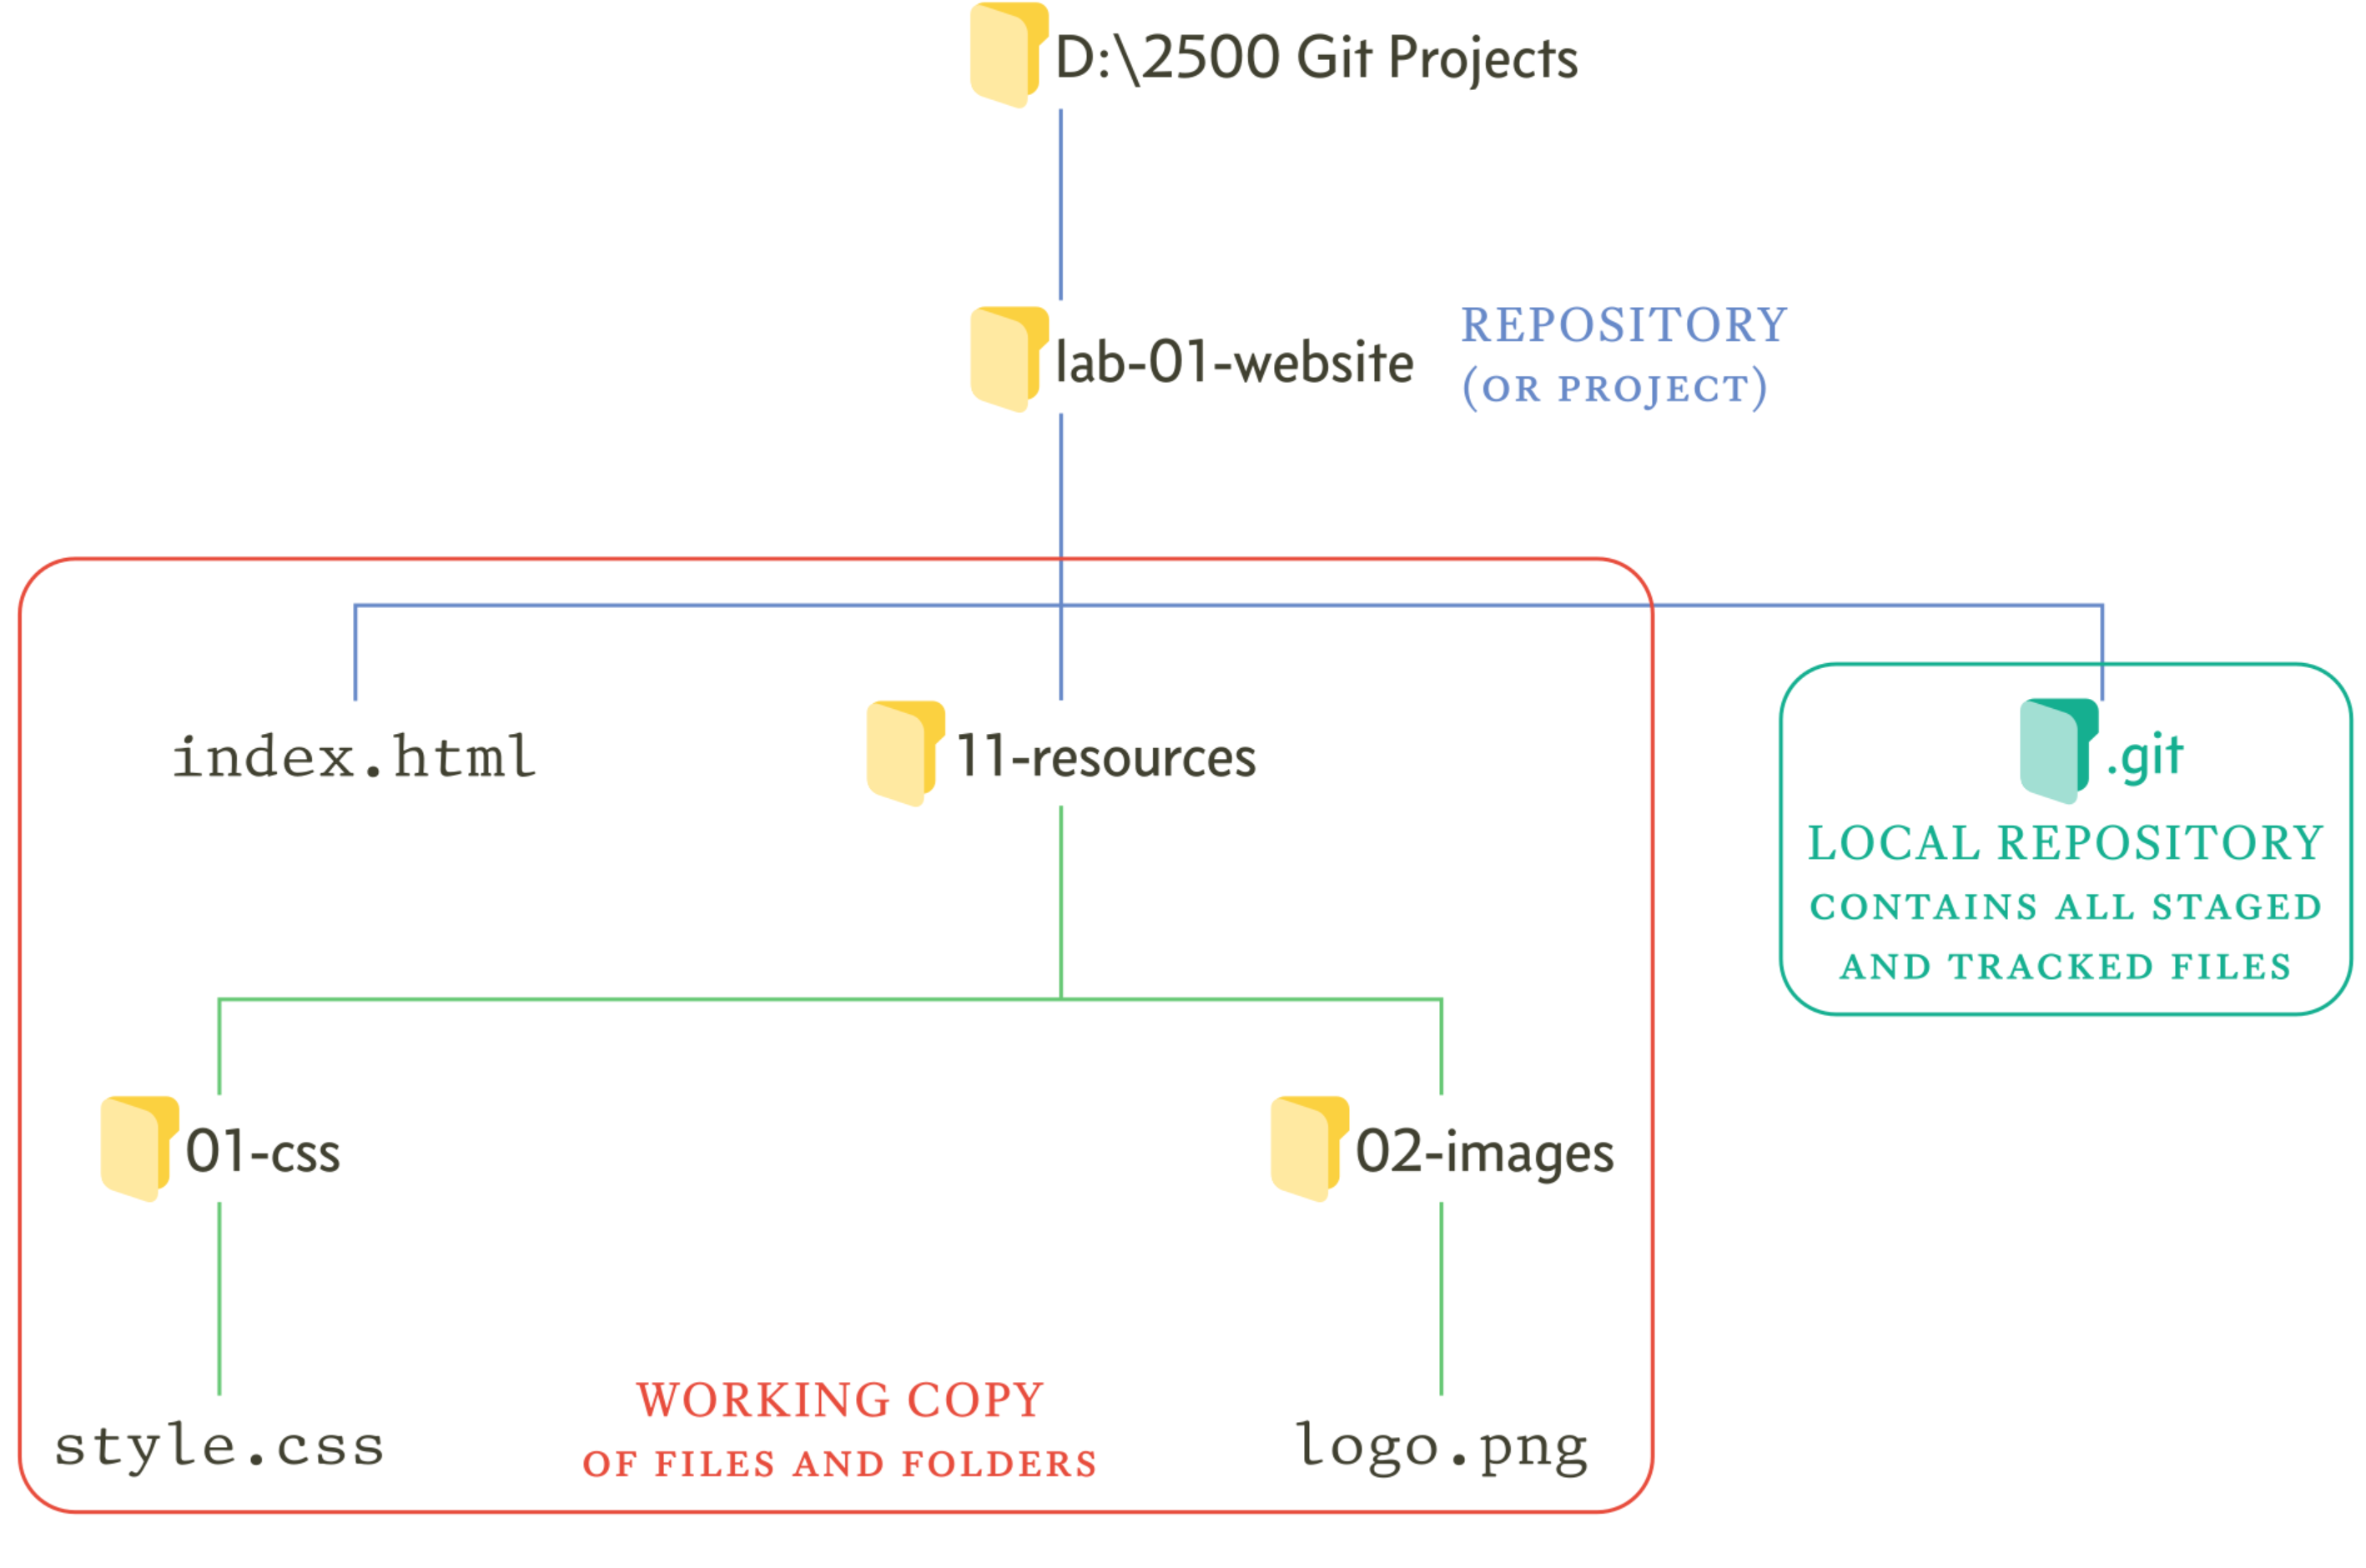 D:\2500 Git Projects
lab-01-website
REPOSITORY
(OR PROJECT)
index.html
11-resources
.git
LOCAL REPOSITORY
CONTAINS ALL STAGED
AND TRACKED FILES
01-css
02-images
style.css
WORKING COPY
OF FILES AND FOLDERS
logo.png